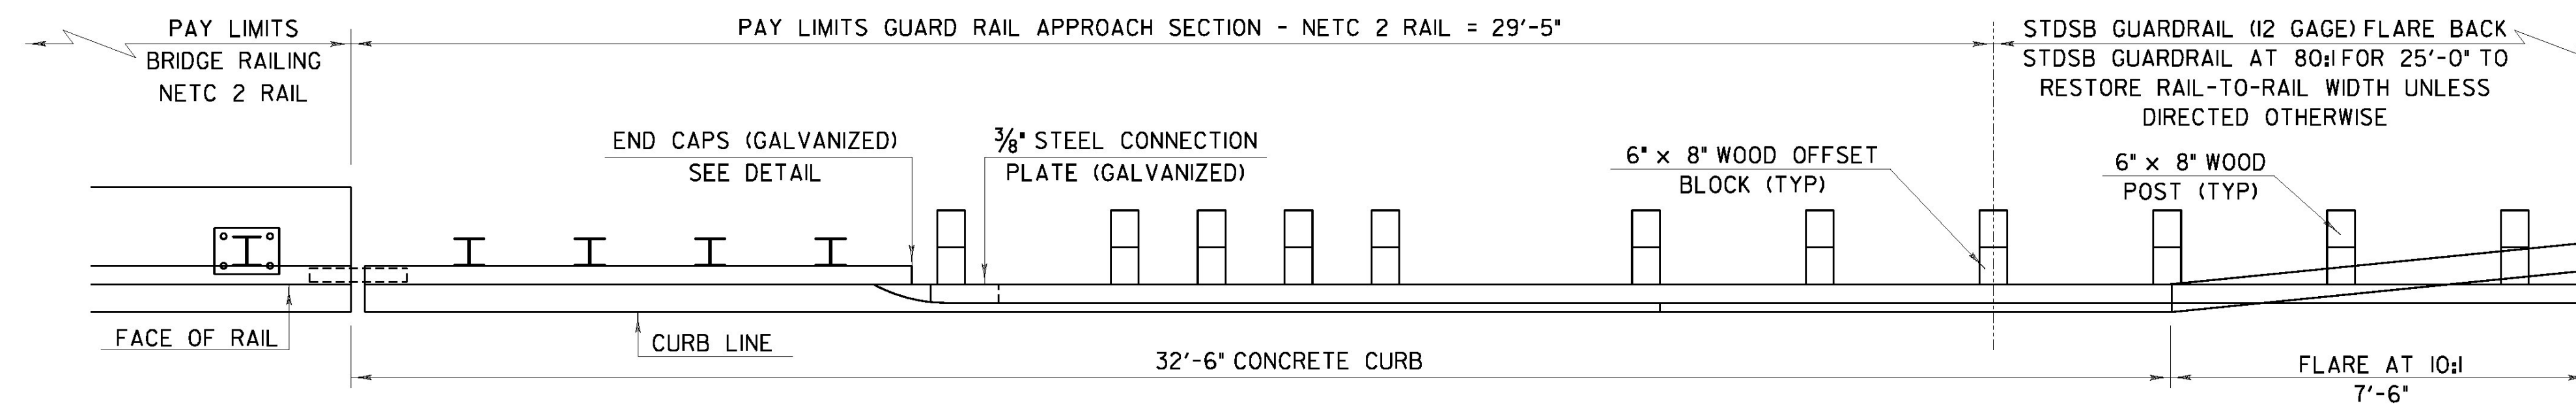 PAY LIMITS
BRIDGE RAILING
NETC 2 RAIL
PAY LIMITS GUARD RAIL APPROACH SECTION - NETC 2 RAIL = 29'-5"
STDSB GUARDRAIL (12 GAGE) FLARE BACK
STDSB GUARDRAIL AT 80:1 FOR 25'-0" TO
RESTORE RAIL-TO-RAIL WIDTH UNLESS
DIRECTED OTHERWISE
END CAPS (GALVANIZED)
SEE DETAIL
3/8" STEEL CONNECTION
PLATE (GALVANIZED)
6" x 8" WOOD OFFSET
BLOCK (TYP)
6" x 8" WOOD
POST (TYP)
FACE OF RAIL
CURB LINE
32'-6" CONCRETE CURB
FLARE AT 10:1
7'-6"